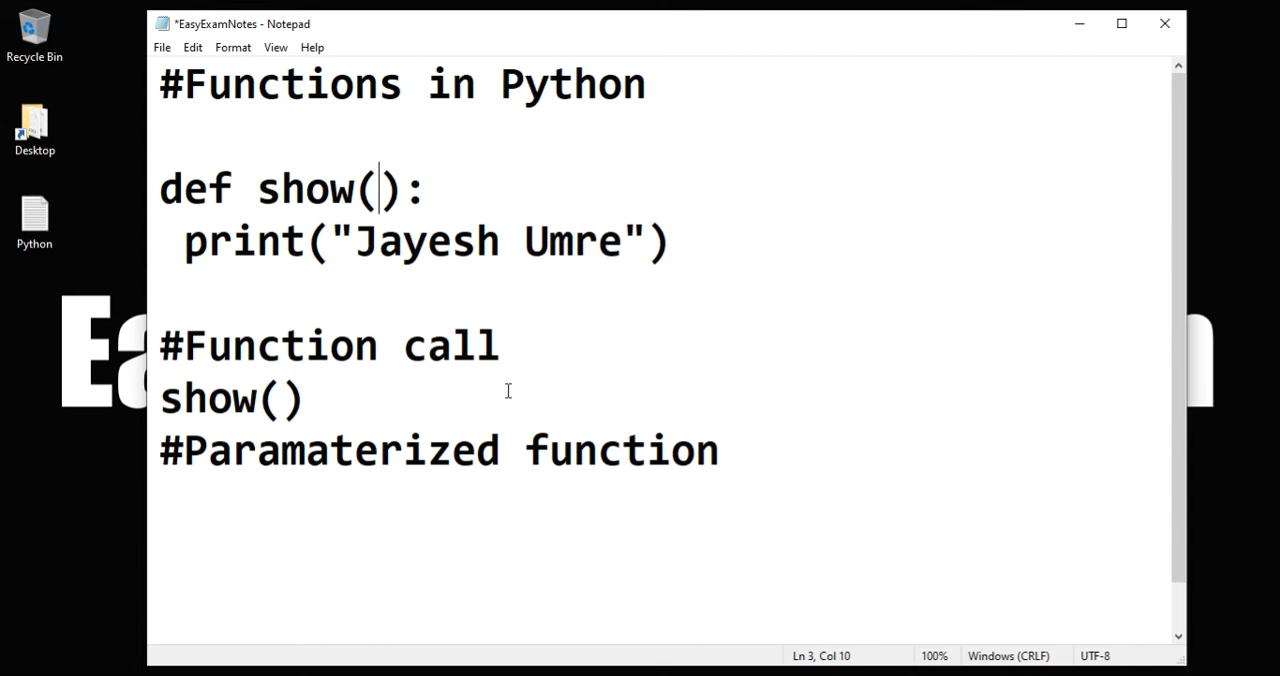 *EasyExamNotes - Notepad
File Edit Format View Help
Recycle Bin
Desktop
Python
#Functions in Python
def show():
print("Jayesh Umre")
#Function call
show()
#Paramaterized function
Ln 3, Col 10 100% Windows (CRLF) UTF-8